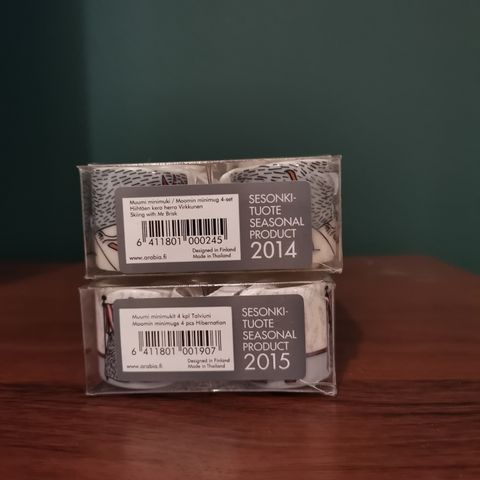 Muumi minimuki / Moomin minimug 4-set
Hiihtäen kera herra Virkkunen
Skiing with Mr Brisk
6 411801 000245
Designed in Finland
www.arabia.fi Made in Thailand
SESONKI-
TUOTE
SEASONAL
PRODUCT
2014
Muumi minimukit 4 kpl Talviuni
Moomin minimugs 4 pcs Hibernation
6 411801 001907
Designed in Finland
www.arabia.fi Made in Thailand
SESONKI-
TUOTE
SEASONAL
PRODUCT
2015